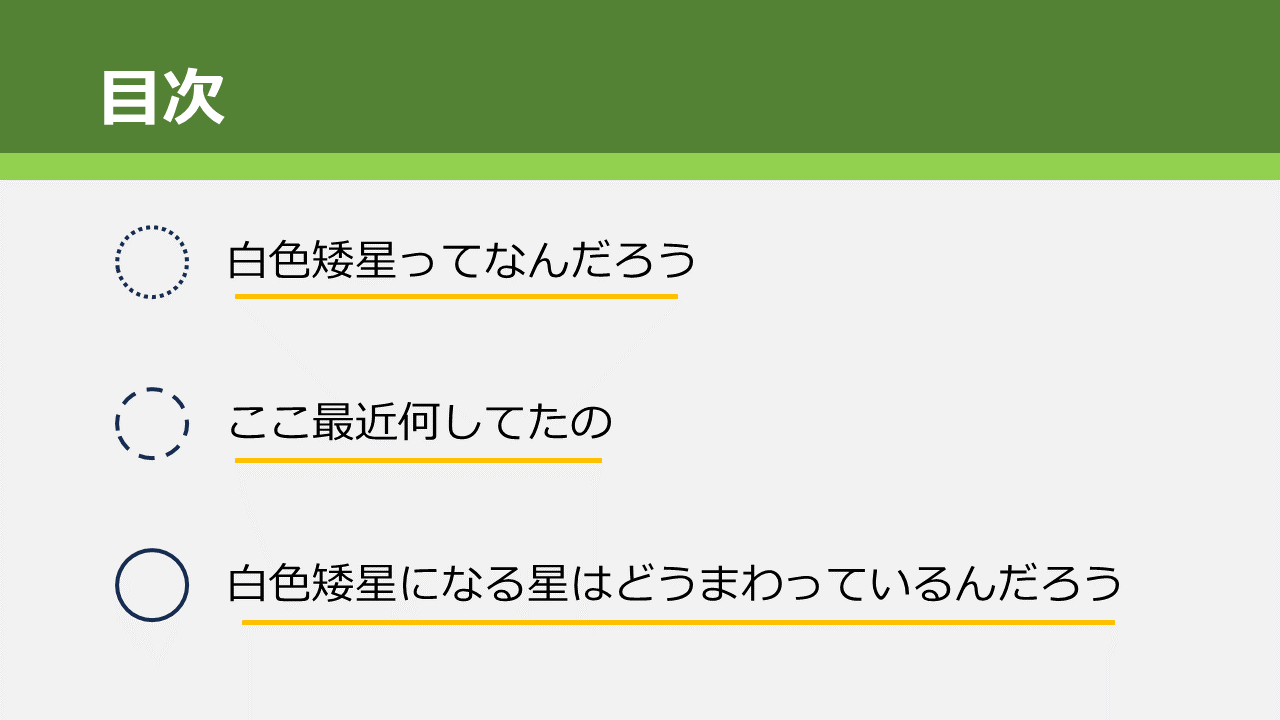 目次
白色矮星ってなんだろう
ここ最近何してたの
白色矮星になる星はどうまわっているんだろう